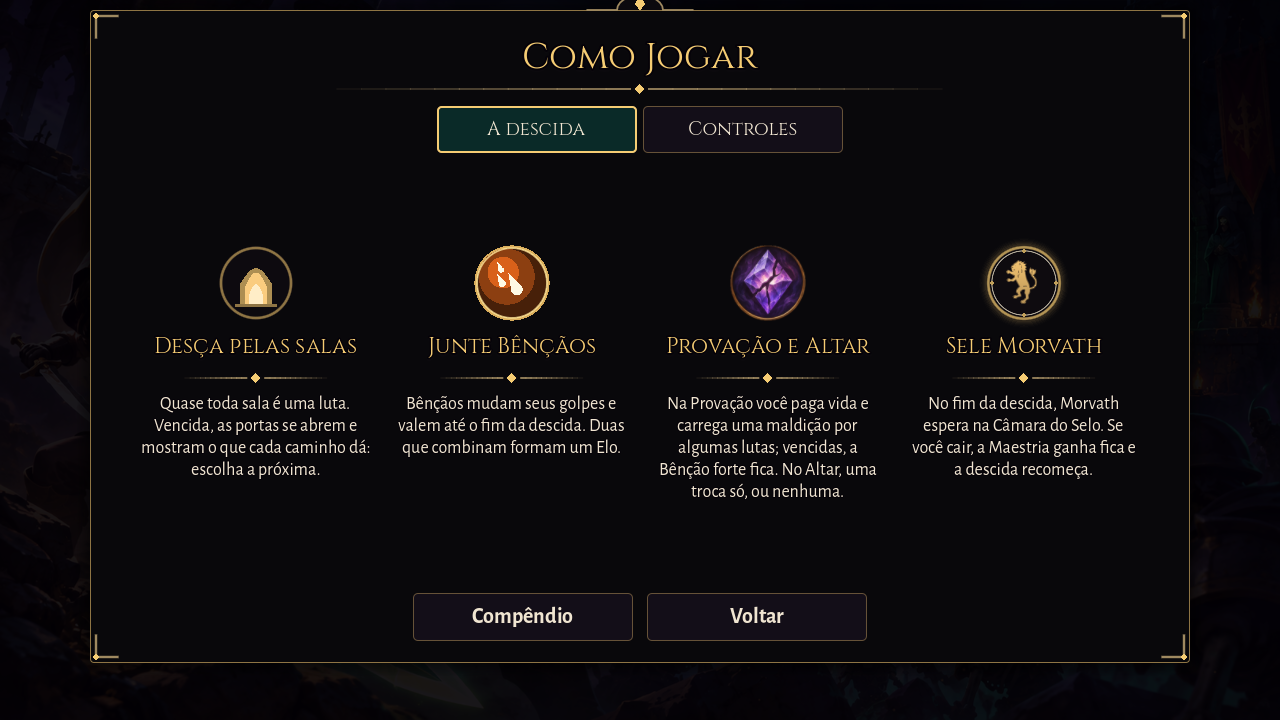 Como Jogar
A descida
Controles
Desça pelas salas
Quase toda sala é uma luta.
Vencida, as portas se abrem e
mostram o que cada caminho dá:
escolha a próxima.
Junte Bênçãos
Bênçãos mudam seus golpes e
valem até o fim da descida. Duas
que combinam formam um Elo.
Provação e Altar
Na Provação você paga vida e
carrega uma maldição por
algumas lutas; vencidas, a
Bênção forte fica. No Altar, uma
troca só, ou nenhuma.
Sele Morvath
No fim da descida, Morvath
espera na Câmara do Selo. Se
você cair, a Maestria ganha fica e
a descida recomeça.
Compêndio
Voltar